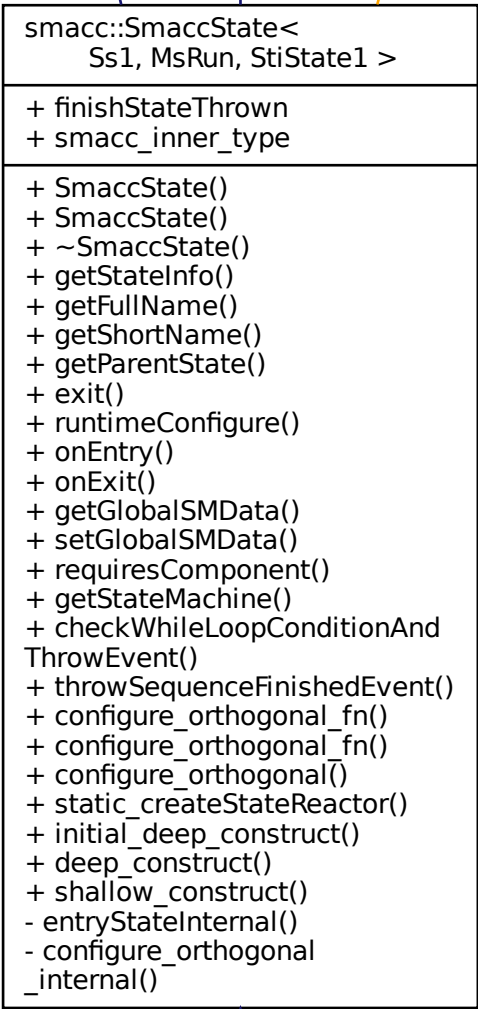 smacc::SmaccState<
Ss1, MsRun, StiState1 >
+ finishStateThrown
+ smacc_inner_type
+ SmaccState()
+ SmaccState()
+ ~SmaccState()
+ getStateInfo()
+ getFullName()
+ getShortName()
+ getParentState()
+ exit()
+ runtimeConfigure()
+ onEntry()
+ onExit()
+ getGlobalSMData()
+ setGlobalSMData()
+ requiresComponent()
+ getStateMachine()
+ checkWhileLoopConditionAnd
ThrowEvent()
+ throwSequenceFinishedEvent()
+ configure_orthogonal_fn()
+ configure_orthogonal_fn()
+ configure_orthogonal()
+ static_createStateReactor()
+ initial_deep_construct()
+ deep_construct()
+ shallow_construct()
- entryStateInternal()
- configure_orthogonal
_internal()